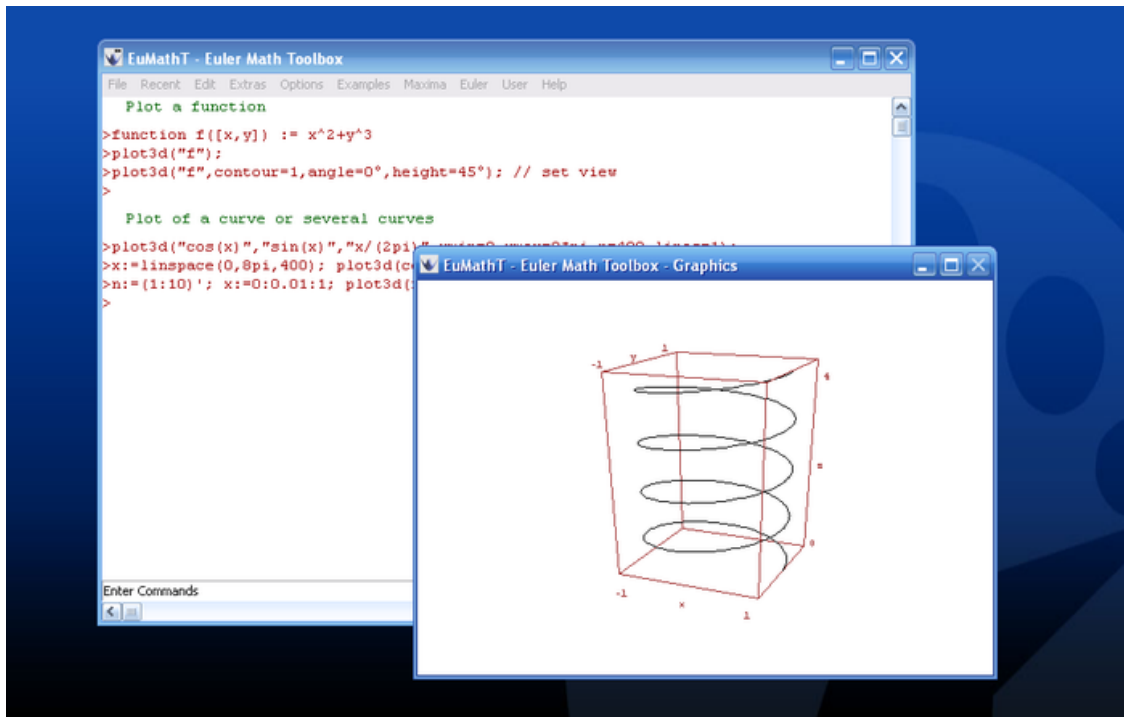 EuMathT - Euler Math Toolbox
File Recent Edit Extras Options Examples Maxima Euler User Help
Plot a function
>function f([x,y]) := x^2+y^3
>plot3d("f");
>plot3d("f",contour=1,angle=0°,height=45°); // set view
>
Plot of a curve or several curves
>plot3d("cos(x)","sin(x)","x/(2pi)"
>x:=linspace(0,8pi,400); plot3d(c
>n:=(1:10)'; x:=0:0.01:1; plot3d(
>
Enter Commands
EuMathT - Euler Math Toolbox - Graphics
-1 y 1
4
z
0
-1 x 1